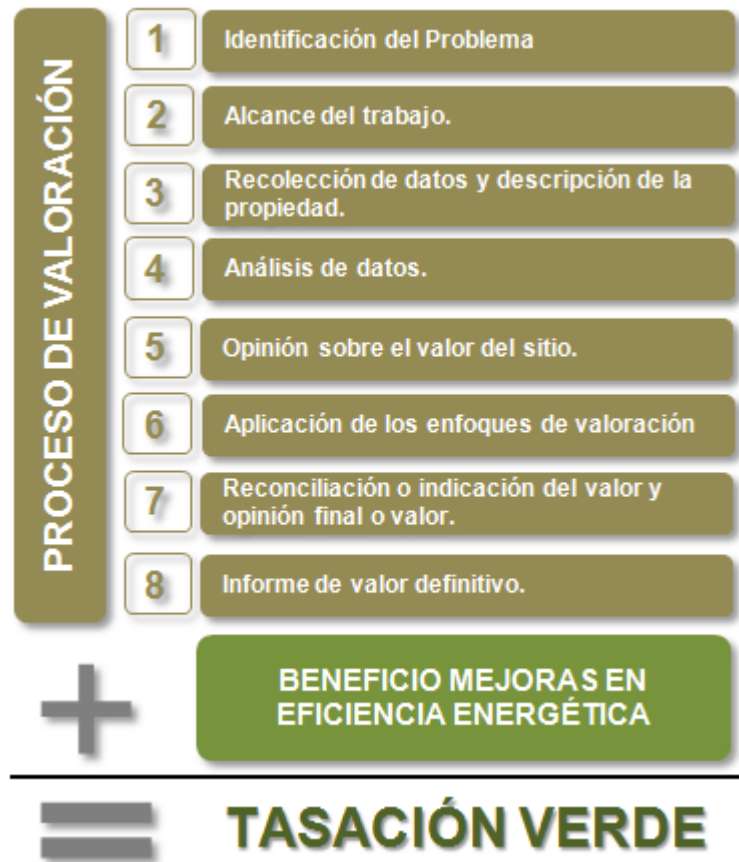 PROCESO DE VALORACIÓN
1
Identificación del Problema
2
Alcance del trabajo.
3
Recolección de datos y descripción de la
propiedad.
4
Análisis de datos.
5
Opinión sobre el valor del sitio.
6
Aplicación de los enfoques de valoración
7
Reconciliación o indicación del valor y
opinión final o valor.
8
Informe de valor definitivo.
+
BENEFICIO MEJORAS EN
EFICIENCIA ENERGÉTICA
=
TASACIÓN VERDE